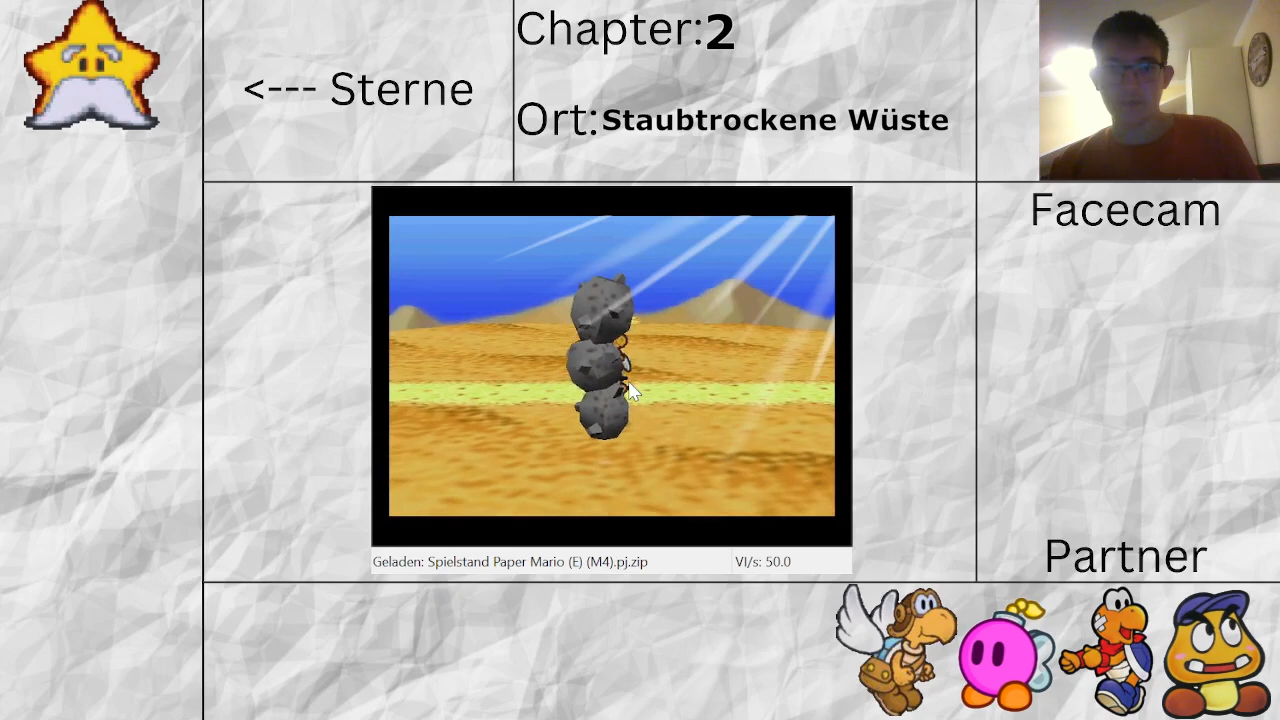 <--- Sterne
Chapter:2
Ort:Staubtrockene Wüste
Facecam
Geladen: Spielstand Paper Mario (E) (M4).pj.zip
VI/s: 50.0
Partner